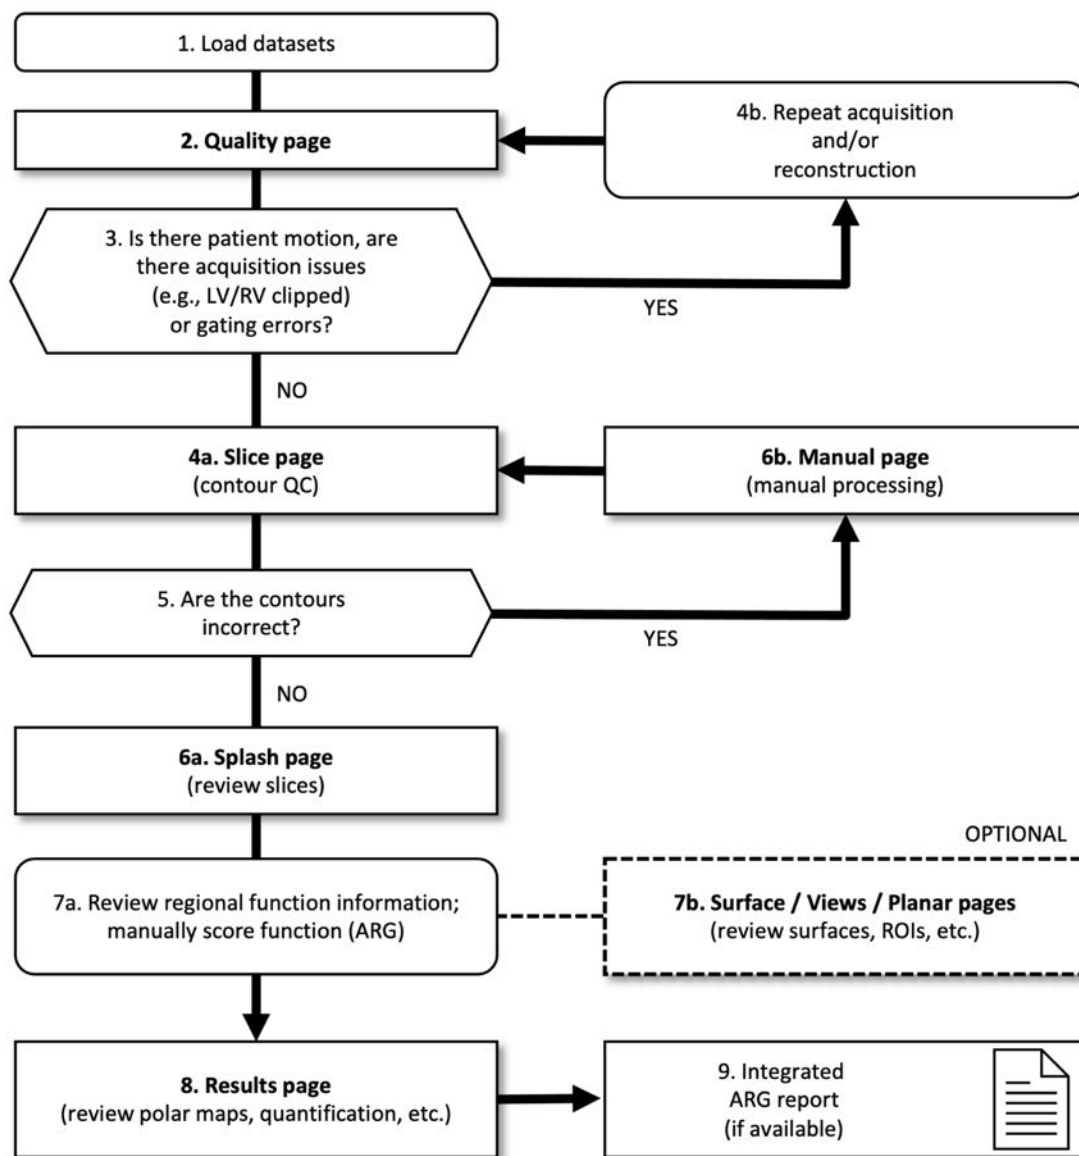 1. Load datasets
2. Quality page
4b. Repeat acquisition
and/or
reconstruction
3. Is there patient motion, are
there acquisition issues
(e.g., LV/RV clipped)
or gating errors?
YES
NO
4a. Slice page
(contour QC)
6b. Manual page
(manual processing)
5. Are the contours
incorrect?
YES
NO
6a. Splash page
(review slices)
OPTIONAL
7a. Review regional function information;
manually score function (ARG)
7b. Surface / Views / Planar pages
(review surfaces, ROIs, etc.)
8. Results page
(review polar maps, quantification, etc.)
9. Integrated
ARG report
(if available)